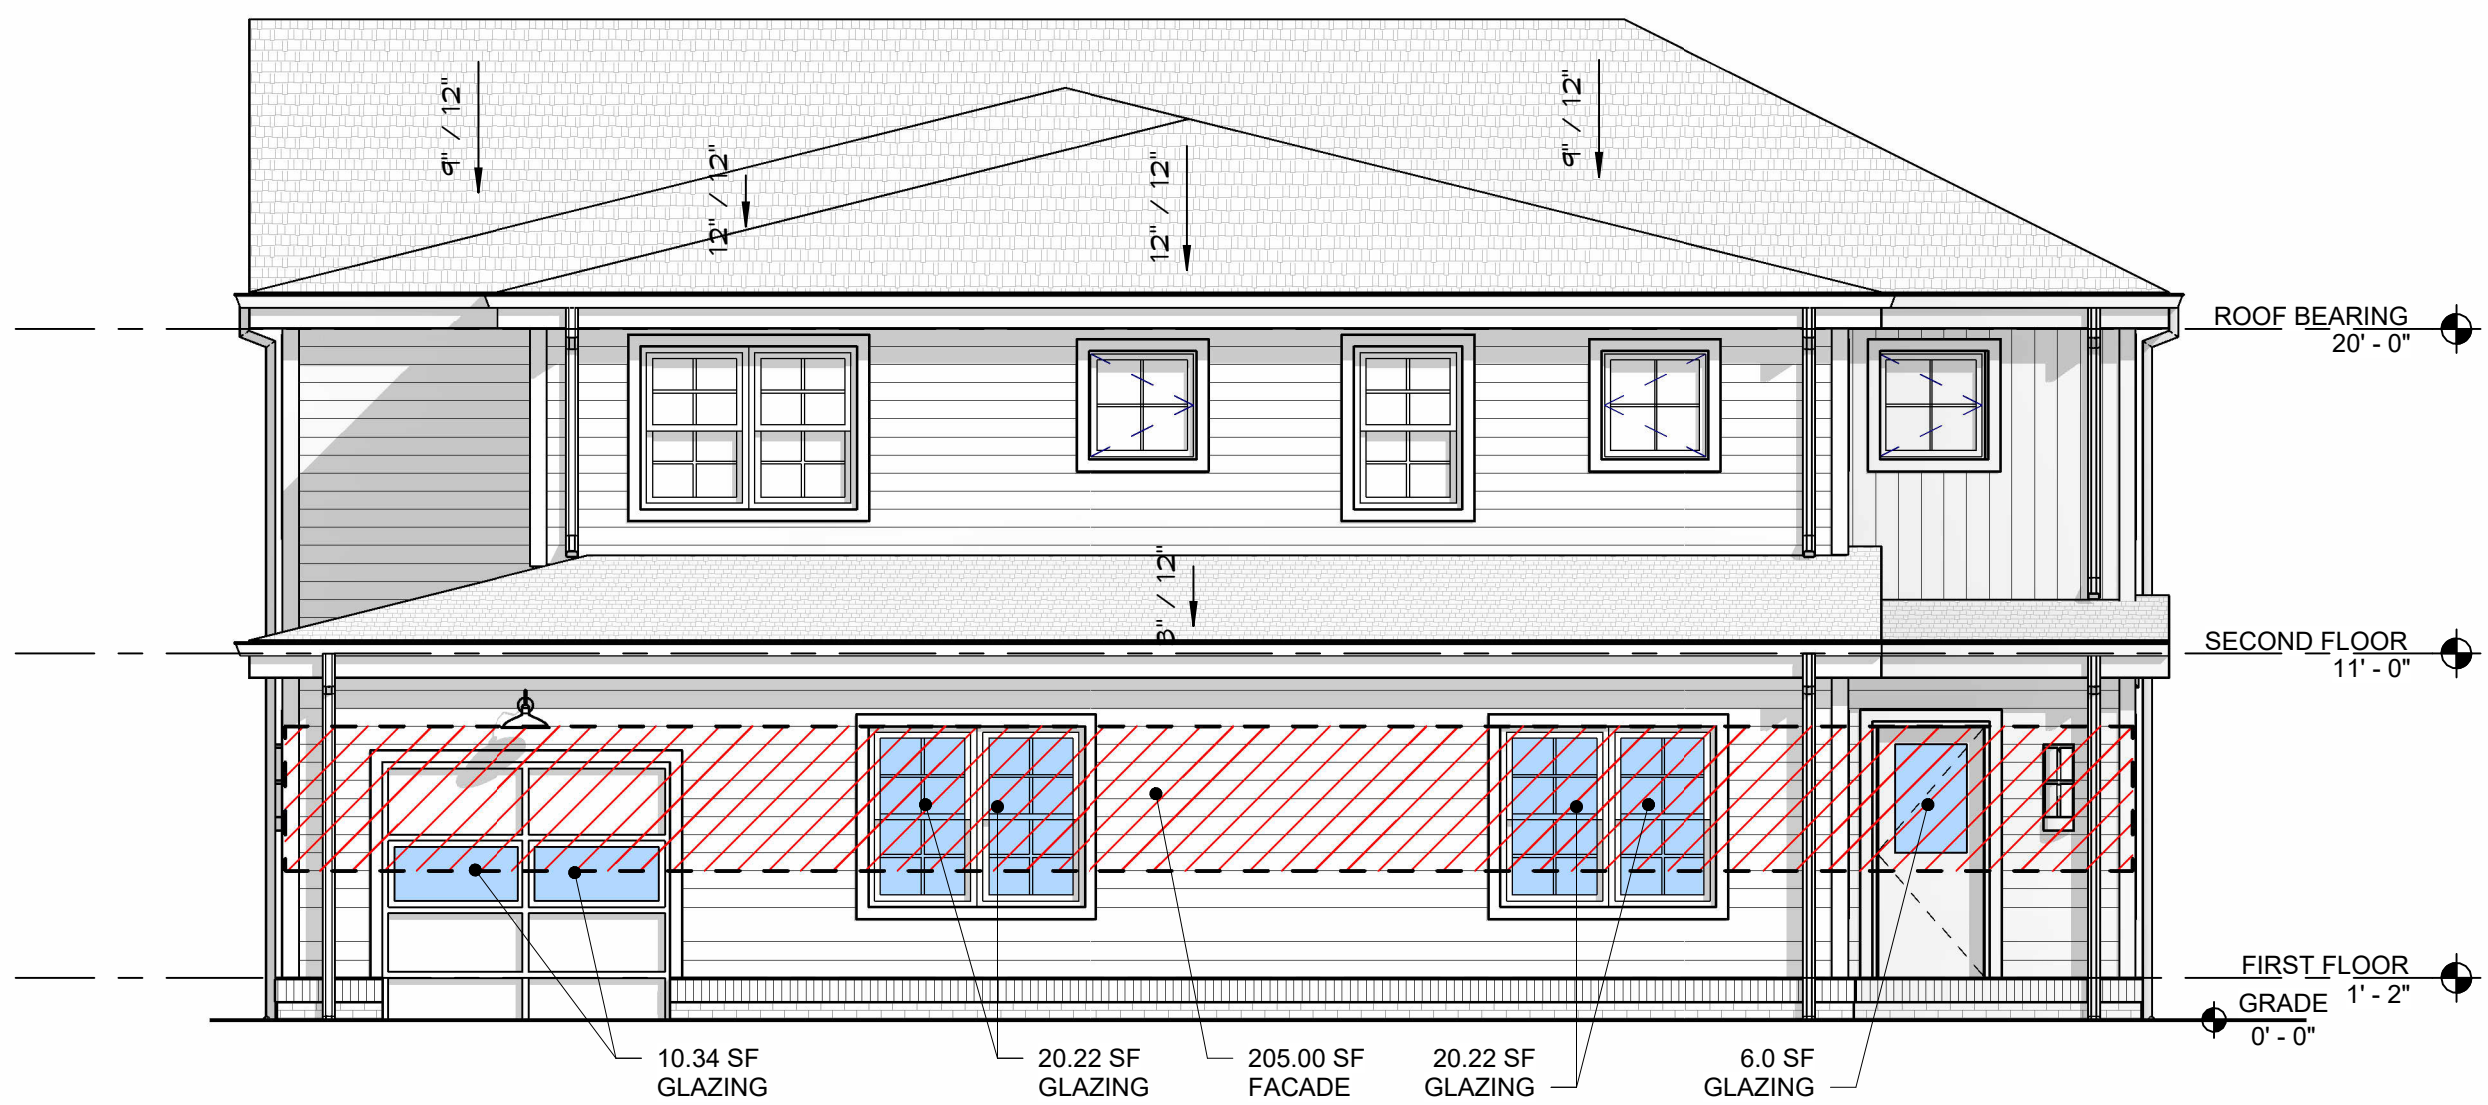 9" / 12"
12" / 12"
12" / 12"
9" / 12"
ROOF BEARING
20' - 0"
3" / 12"
SECOND FLOOR
11' - 0"
FIRST FLOOR
1' - 2"
GRADE
0' - 0"
10.34 SF
GLAZING
20.22 SF
GLAZING
205.00 SF
FACADE
20.22 SF
GLAZING
6.0 SF
GLAZING